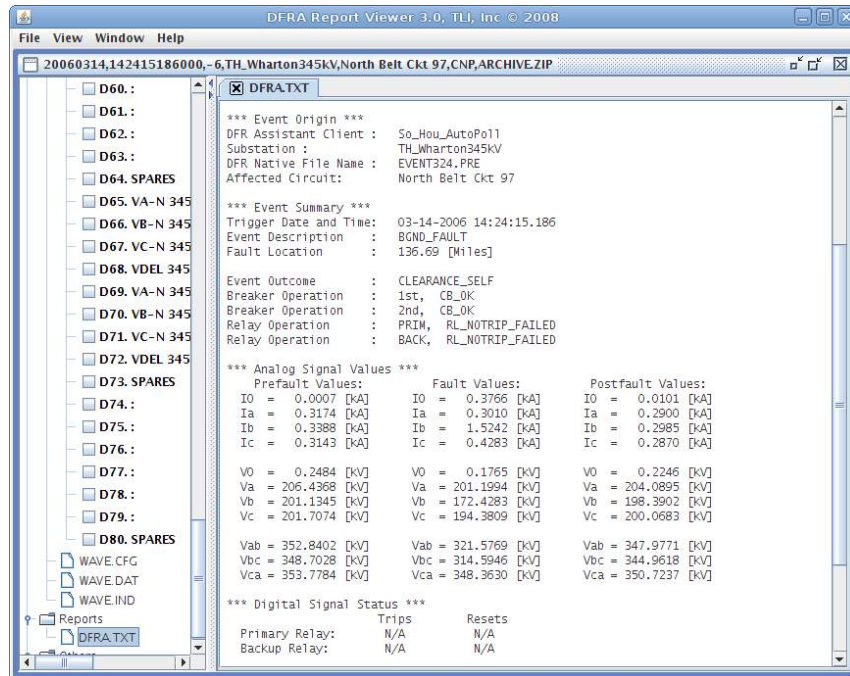 DFRA Report Viewer 3.0, TLI, Inc © 2008
File View Window Help
20060314,142415186000,-6,TH_Wharton345kV,North Belt Ckt 97,CNP,ARCHIVE.ZIP
D60. :
D61. :
D62. :
D63. :
D64. SPARES
D65. VA-N 345
D66. VB-N 345
D67. VC-N 345
D68. VDEL 345
D69. VA-N 345
D70. VB-N 345
D71. VC-N 345
D72. VDEL 345
D73. SPARES
D74. :
D75. :
D76. :
D77. :
D78. :
D79. :
D80. SPARES
WAVE.CFG
WAVE.DAT
WAVE.IND
Reports
DFRA.TXT
DFRA.TXT
*** Event Origin ***
DFR Assistant Client : So_Hou_AutoPoll
Substation : TH_Wharton345kV
DFR Native File Name : EVENT324.PRE
Affected Circuit: North Belt Ckt 97
*** Event Summary ***
Trigger Date and Time: 03-14-2006 14:24:15.186
Event Description : BGND_FAULT
Fault Location : 136.69 [Miles]
Event Outcome : CLEARANCE_SELF
Breaker Operation : 1st, CB_OK
Breaker Operation : 2nd, CB_OK
Relay Operation : PRIM, RL_NOTRIP_FAILED
Relay Operation : BACK, RL_NOTRIP_FAILED
*** Analog Signal Values ***
Prefault Values: Fault Values: Postfault Values:
I0 = 0.0007 [kA] I0 = 0.3766 [kA] I0 = 0.0101 [kA]
Ia = 0.3174 [kA] Ia = 0.3010 [kA] Ia = 0.2900 [kA]
Ib = 0.3388 [kA] Ib = 1.5242 [kA] Ib = 0.2985 [kA]
Ic = 0.3143 [kA] Ic = 0.4283 [kA] Ic = 0.2870 [kA]
V0 = 0.2484 [kV] V0 = 0.1765 [kV] V0 = 0.2246 [kV]
Va = 206.4368 [kV] Va = 201.1994 [kV] Va = 204.0895 [kV]
Vb = 201.1345 [kV] Vb = 172.4283 [kV] Vb = 198.3902 [kV]
Vc = 201.7074 [kV] Vc = 194.3809 [kV] Vc = 200.0683 [kV]
Vab = 352.8402 [kV] Vab = 321.5769 [kV] Vab = 347.9771 [kV]
Vbc = 348.7028 [kV] Vbc = 314.5946 [kV] Vbc = 344.9618 [kV]
Vca = 353.7784 [kV] Vca = 348.3630 [kV] Vca = 350.7237 [kV]
*** Digital Signal Status ***
Trips Resets
Primary Relay: N/A N/A
Backup Relay: N/A N/A